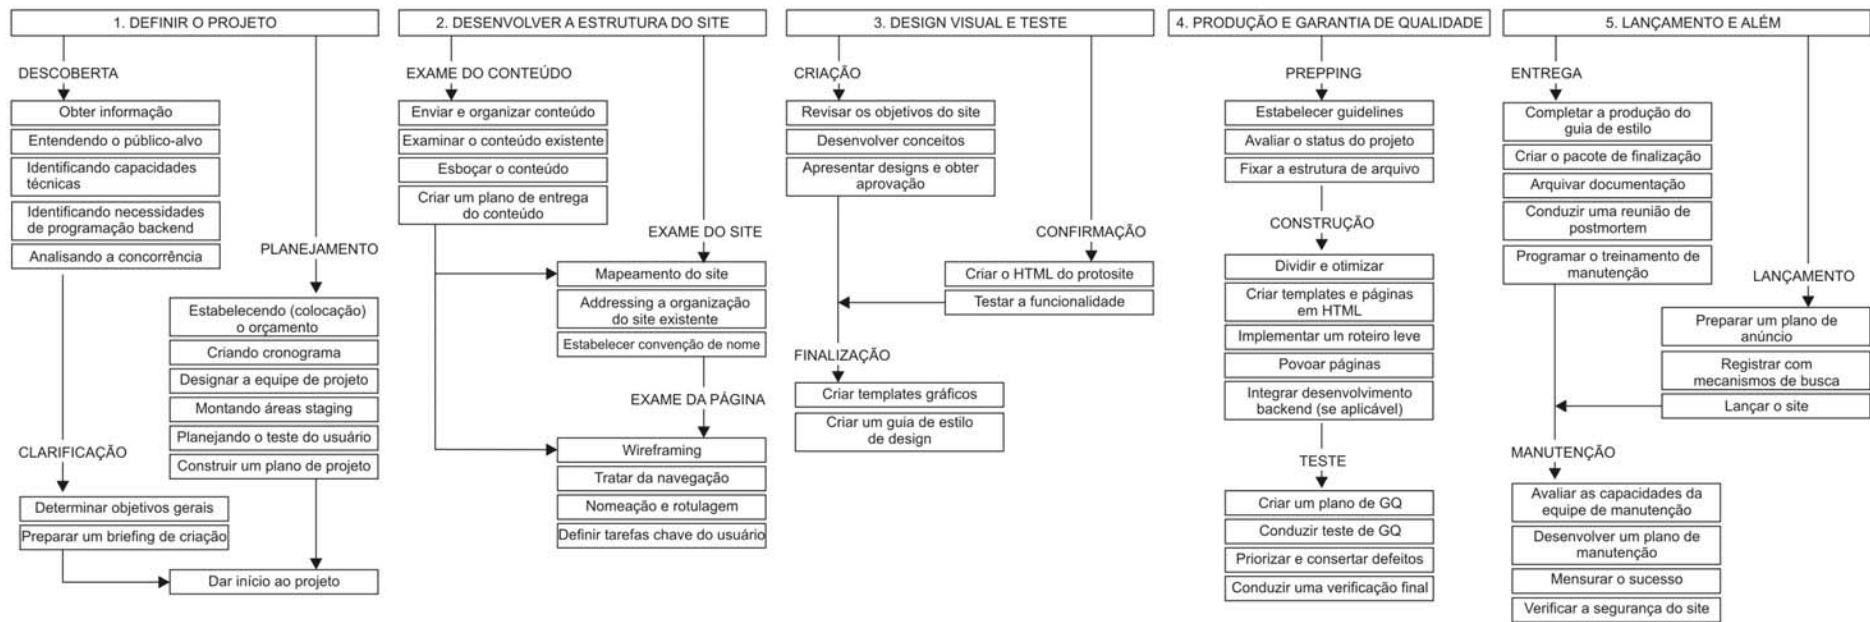 1. DEFINIR O PROJETO
DESCOBERTA
Obter informação
Entendendo o público-alvo
Identificando capacidades
técnicas
Identificando necessidades
de programação backend
Analisando a concorrência
PLANEJAMENTO
Estabelecendo (colocação)
o orçamento
Criando cronograma
Designar a equipe de projeto
Montando áreas staging
Planejando o teste do usuário
Construir um plano de projeto
CLARIFICAÇÃO
Determinar objetivos gerais
Preparar um briefing de criação
Dar início ao projeto
2. DESENVOLVER A ESTRUTURA DO SITE
EXAME DO CONTEÚDO
Enviar e organizar conteúdo
Examinar o conteúdo existente
Esboçar o conteúdo
Criar um plano de entrega
do conteúdo
EXAME DO SITE
Mapeamento do site
Addressing a organização
do site existente
Estabelecer convenção de nome
EXAME DA PÁGINA
Wireframing
Tratar da navegação
Nomeação e rotulagem
Definir tarefas chave do usuário
3. DESIGN VISUAL E TESTE
CRIAÇÃO
Revisar os objetivos do site
Desenvolver conceitos
Apresentar designs e obter
aprovação
CONFIRMAÇÃO
Criar o HTML do protosite
Testar a funcionalidade
FINALIZAÇÃO
Criar templates gráficos
Criar um guia de estilo
de design
4. PRODUÇÃO E GARANTIA DE QUALIDADE
PREPPING
Estabelecer guidelines
Avaliar o status do projeto
Fixar a estrutura de arquivo
CONSTRUÇÃO
Dividir e otimizar
Criar templates e páginas
em HTML
Implementar um roteiro leve
Povoar páginas
Integrar desenvolvimento
backend (se aplicável)
TESTE
Criar um plano de GQ
Conduzir teste de GQ
Priorizar e consertar defeitos
Conduzir uma verificação final
5. LANÇAMENTO E ALÉM
ENTREGA
Completar a produção do
guia de estilo
Criar o pacote de finalização
Arquivar documentação
Conduzir uma reunião de
postmortem
Programar o treinamento de
manutenção
LANÇAMENTO
Preparar um plano de
anúncio
Registrar com
mecanismos de busca
Lançar o site
MANUTENÇÃO
Avaliar as capacidades da
equipe de manutenção
Desenvolver um plano de
manutenção
Mensurar o sucesso
Verificar a segurança do site